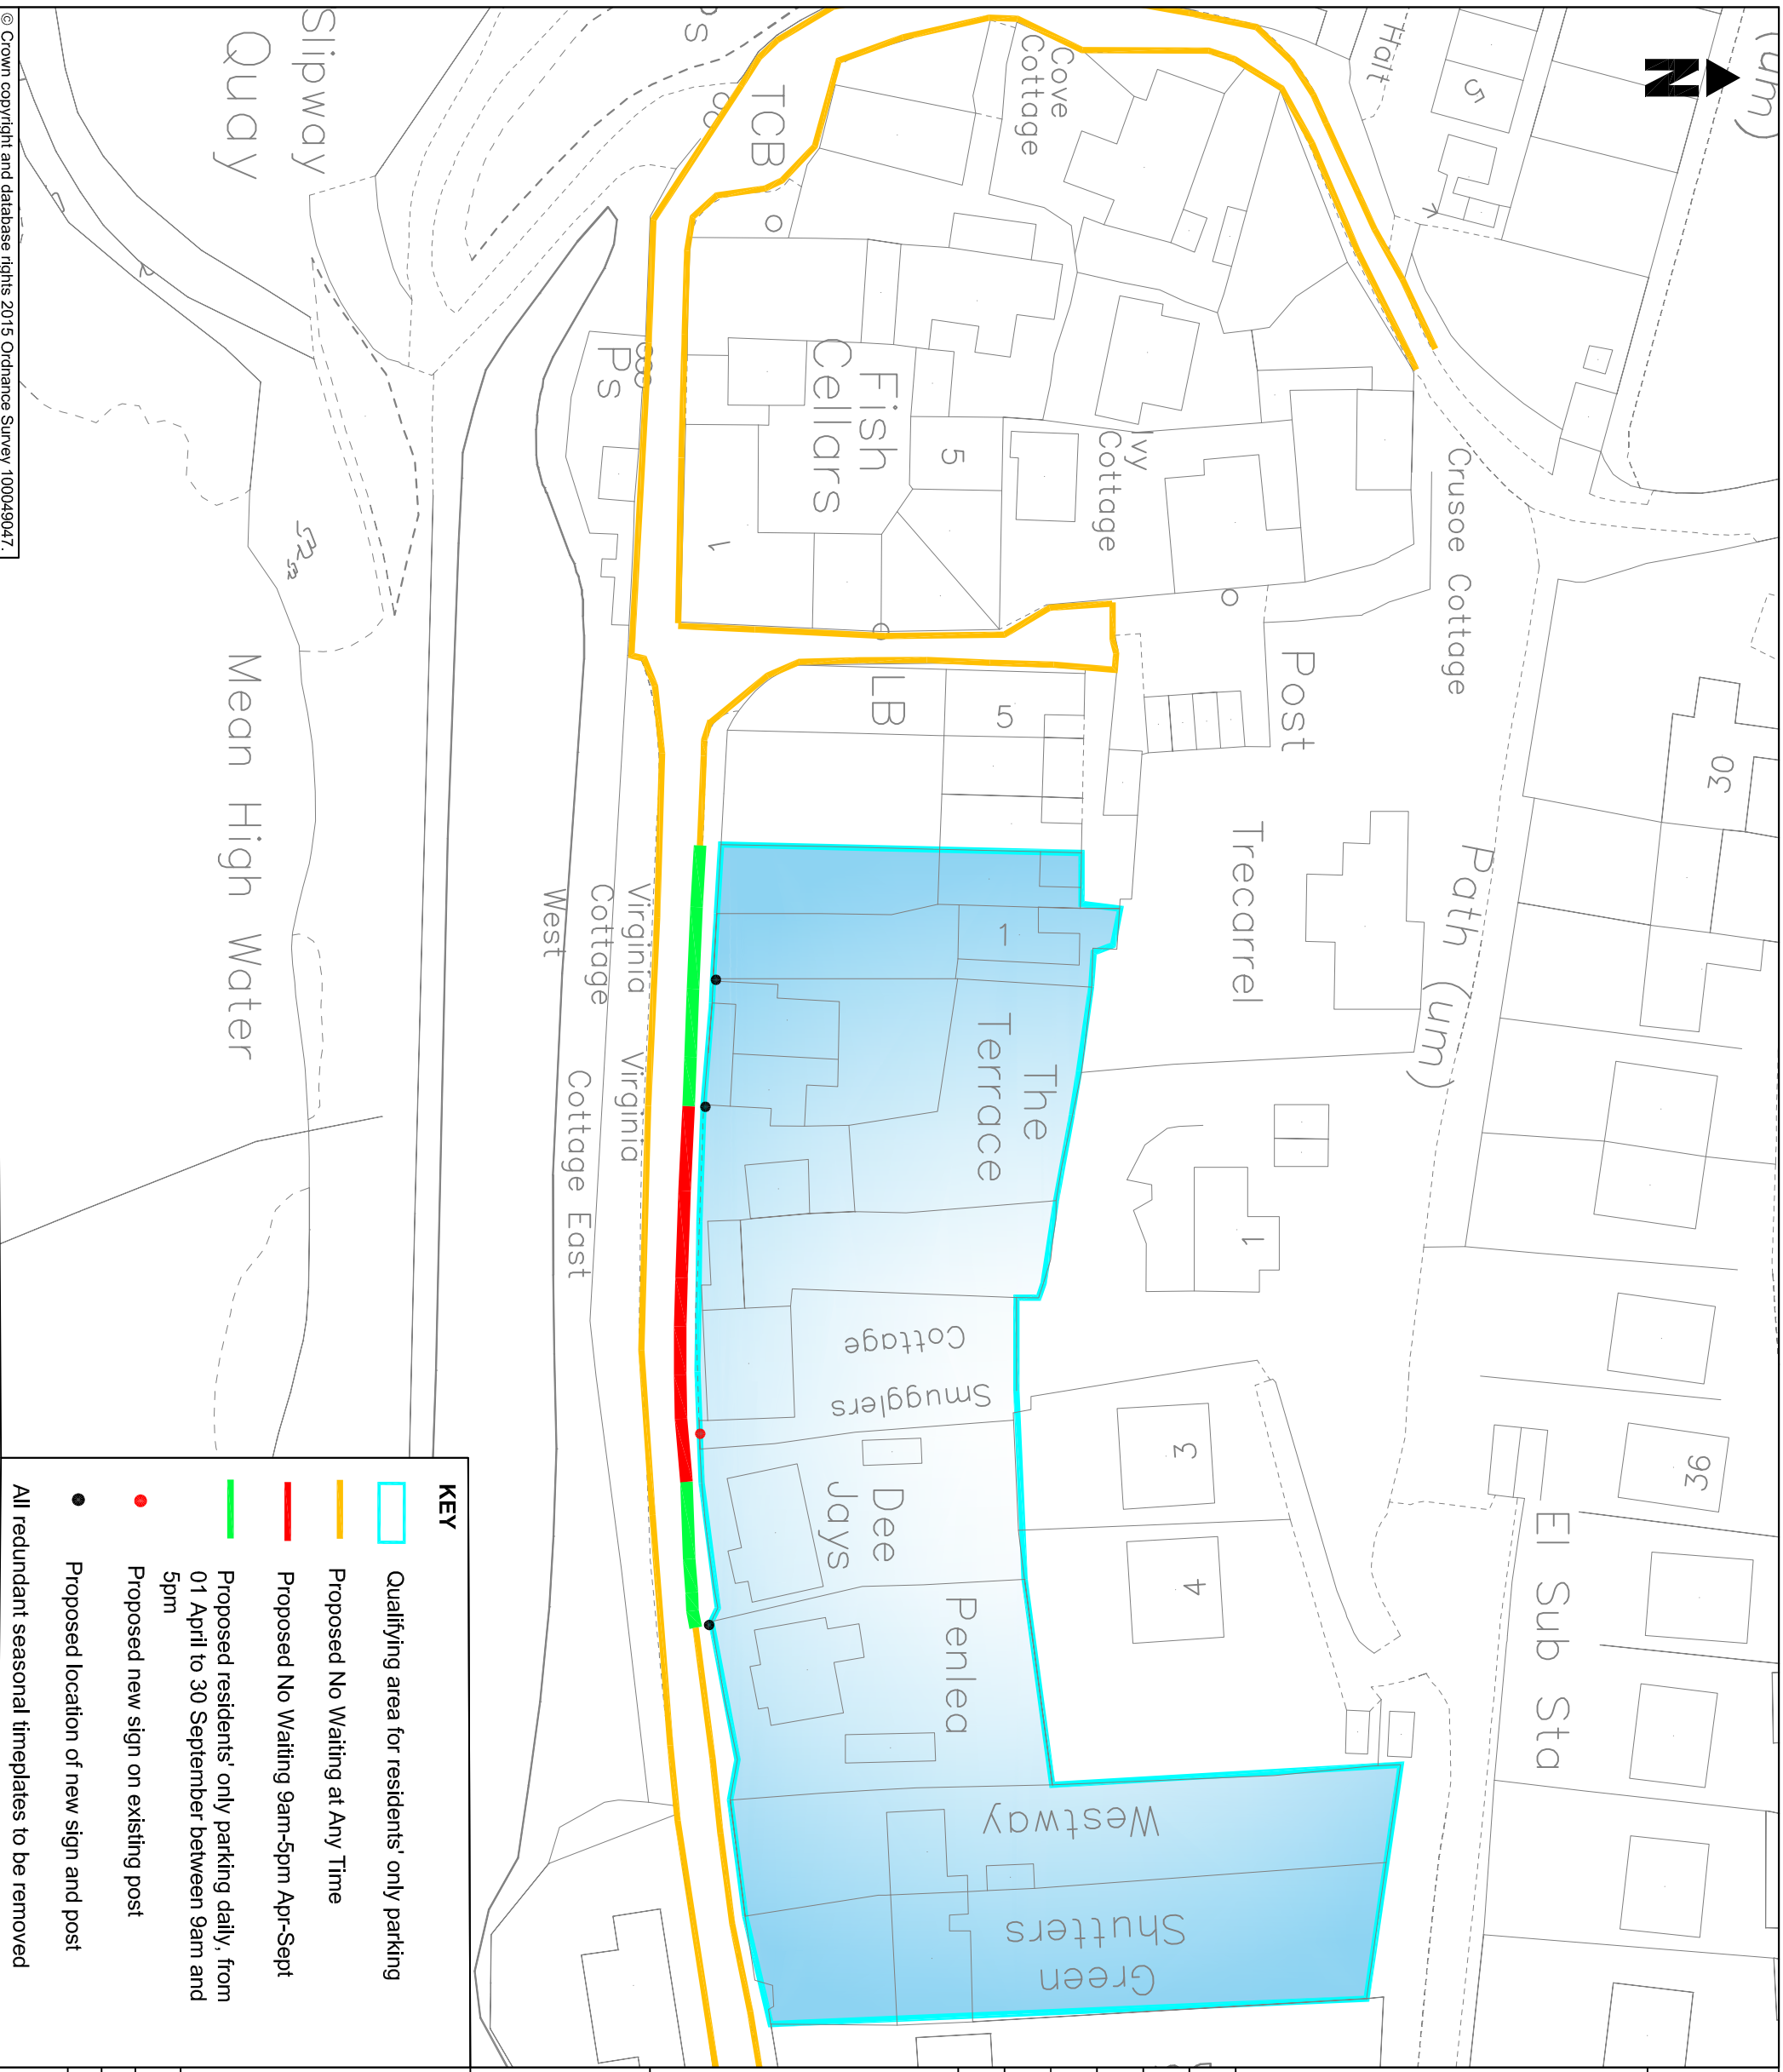 (um)
N
Halt
5
Slipway
Quay
PS
TCB
Cove
Cottage
Crusoe Cottage
Ivy
Cottage
5
Fish
Cellars
1
PS
Post
LB
5
30
Path (um)
Trecarrel
Mean High Water
Virginia
Cottage
West
Virginia
Cottage East
1
The
Terrace
1
Smugglers
Cottage
3
36
El Sub Sta
Dee
Jays
4
Penlea
Westway
Green
Shutters
KEY
Qualifying area for residents' only parking
Proposed No Waiting at Any Time
Proposed No Waiting 9am-5pm Apr-Sept
Proposed residents' only parking daily, from
01 April to 30 September between 9am and
5pm
Proposed new sign on existing post
Proposed location of new sign and post
All redundant seasonal timeplates to be removed
© Crown copyright and database rights 2015 Ordnance Survey 100049047.